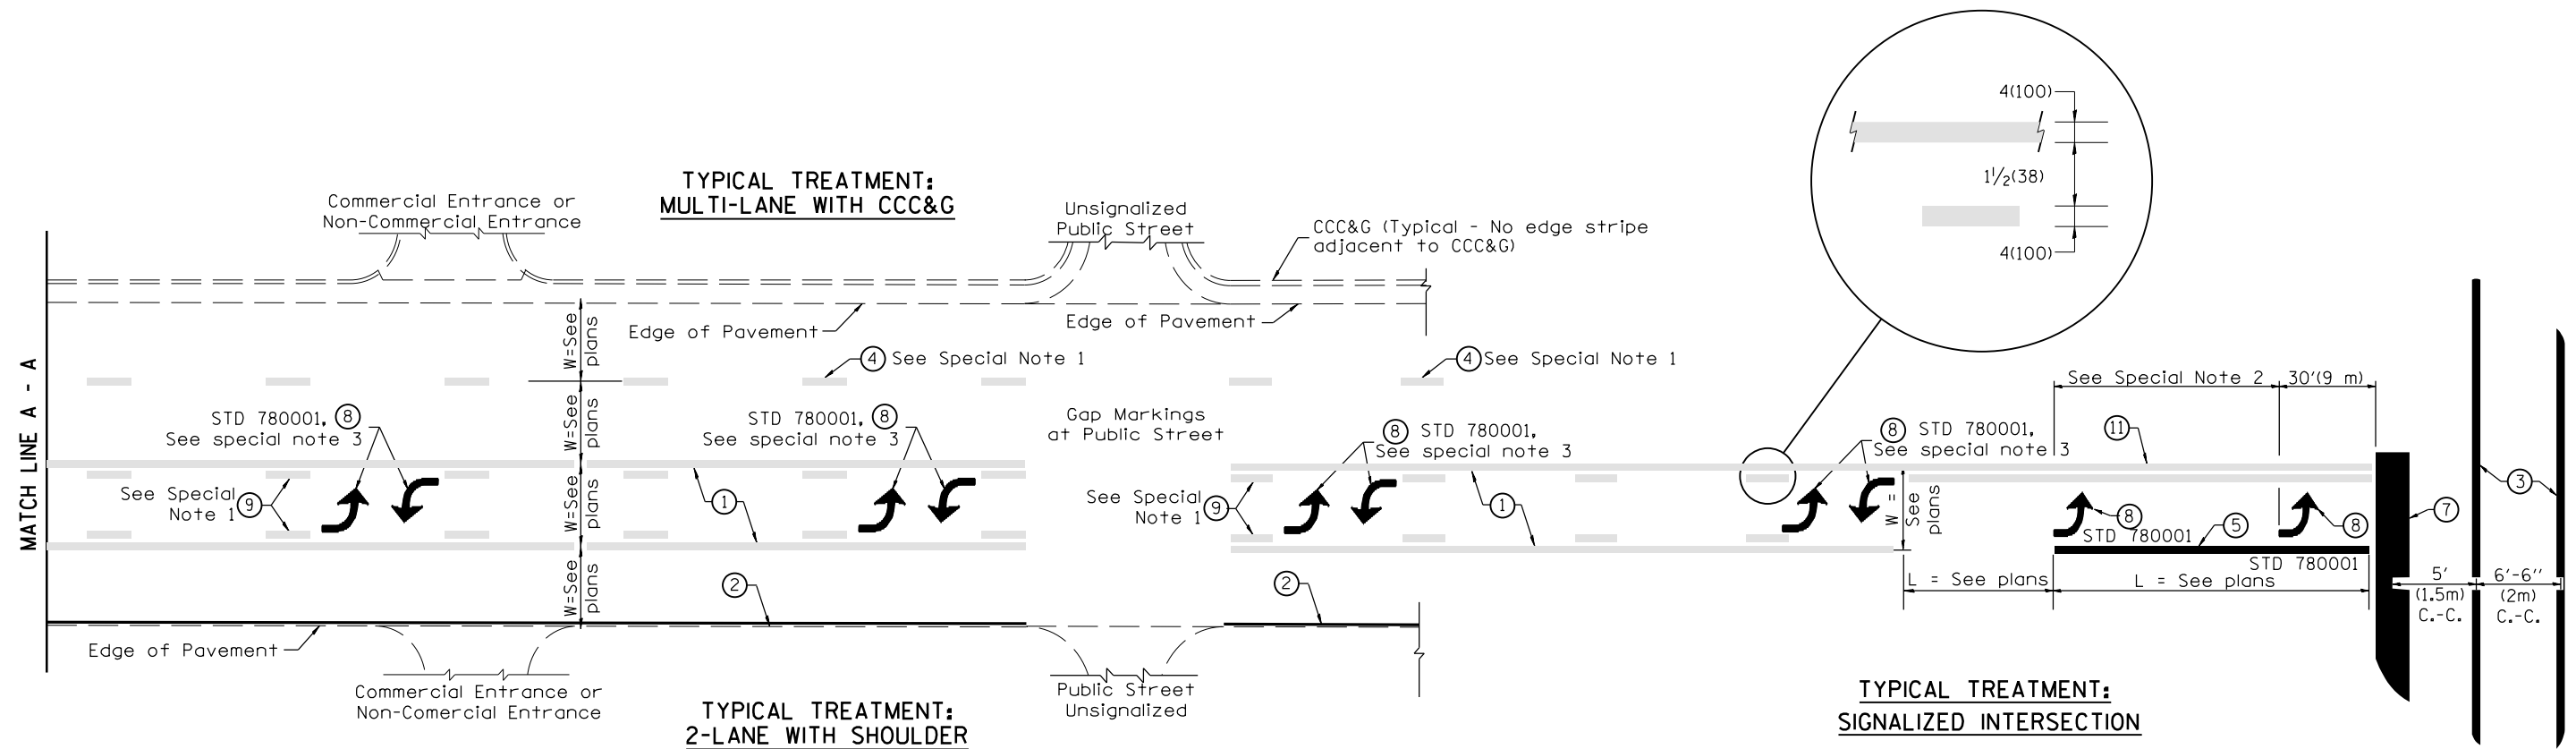 TYPICAL TREATMENT:
MULTI-LANE WITH CCC&G
Commercial Entrance or
Non-Commercial Entrance
Unsignalized
Public Street
CCC&G (Typical - No edge stripe
adjacent to CCC&G)
4(100)
1 1/2(38)
4(100)
Edge of Pavement
Edge of Pavement
W=See
plans
W=See
plans
W=See
plans
W=See
plans
MATCH LINE A - A
4 See Special Note 1
4 See Special Note 1
See Special Note 2
30'(9 m)
STD 780001, 8
See special note 3
STD 780001, 8
See special note 3
Gap Markings
at Public Street
8 STD 780001,
See special note 3
8 STD 780001,
See special note 3
11
3
See Special
Note 1
9
1
See Special
Note 1
9
1
W =
See
plans
8
STD 780001
5
8
STD 780001
7
2
2
L = See plans
L = See plans
5'
(1.5m)
C.-C.
6'-6''
(2m)
C.-C.
Edge of Pavement
Commercial Entrance or
Non-Comercial Entrance
Public Street
Unsignalized
TYPICAL TREATMENT:
2-LANE WITH SHOULDER
TYPICAL TREATMENT:
SIGNALIZED INTERSECTION